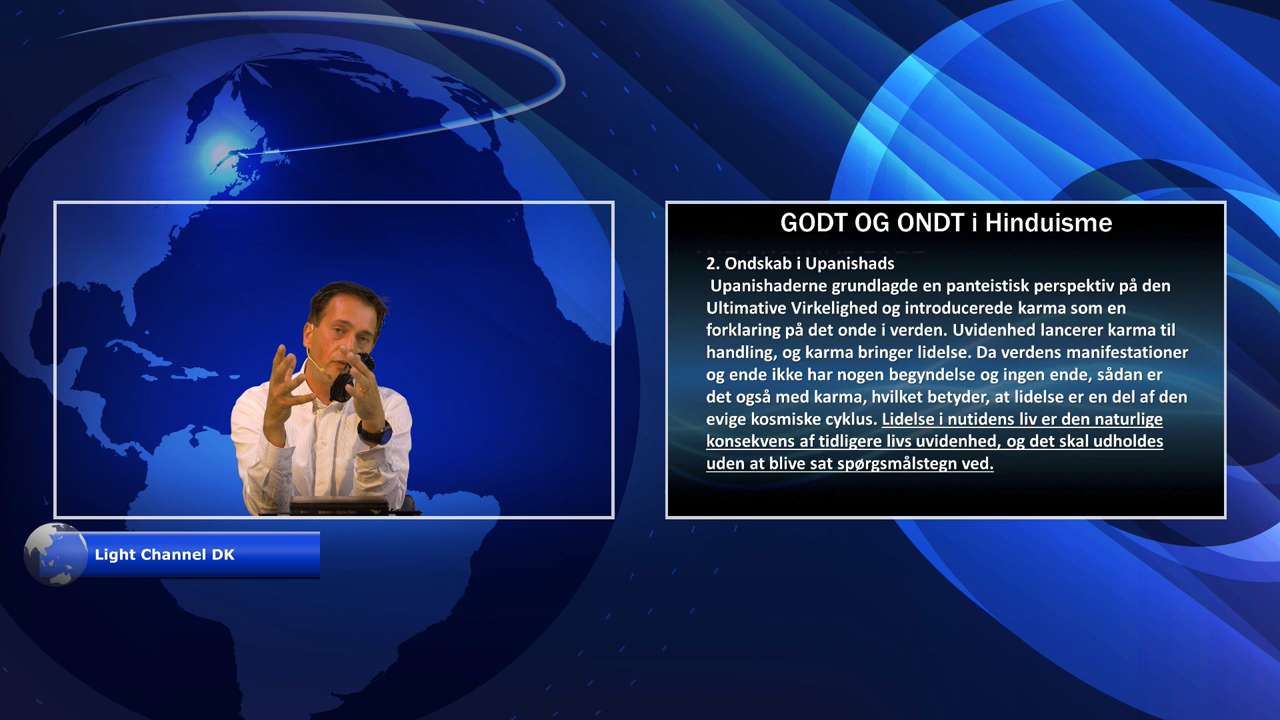 GODT OG ONDT i Hinduisme
2. Ondskab i Upanishads
Upanishaderne grundlagde en panteistisk perspektiv på den
Ultimative Virkelighed og introducerede karma som en
forklaring på det onde i verden. Uvidenhed lancerer karma til
handling, og karma bringer lidelse. Da verdens manifestationer
og ende ikke har nogen begyndelse og ingen ende, sådan er
det også med karma, hvilket betyder, at lidelse er en del af den
evige kosmiske cyklus. Lidelse i nutidens liv er den naturlige
konsekvens af tidligere livs uvidenhed, og det skal udholdes
uden at blive sat spørgsmålstegn ved.
Light Channel DK